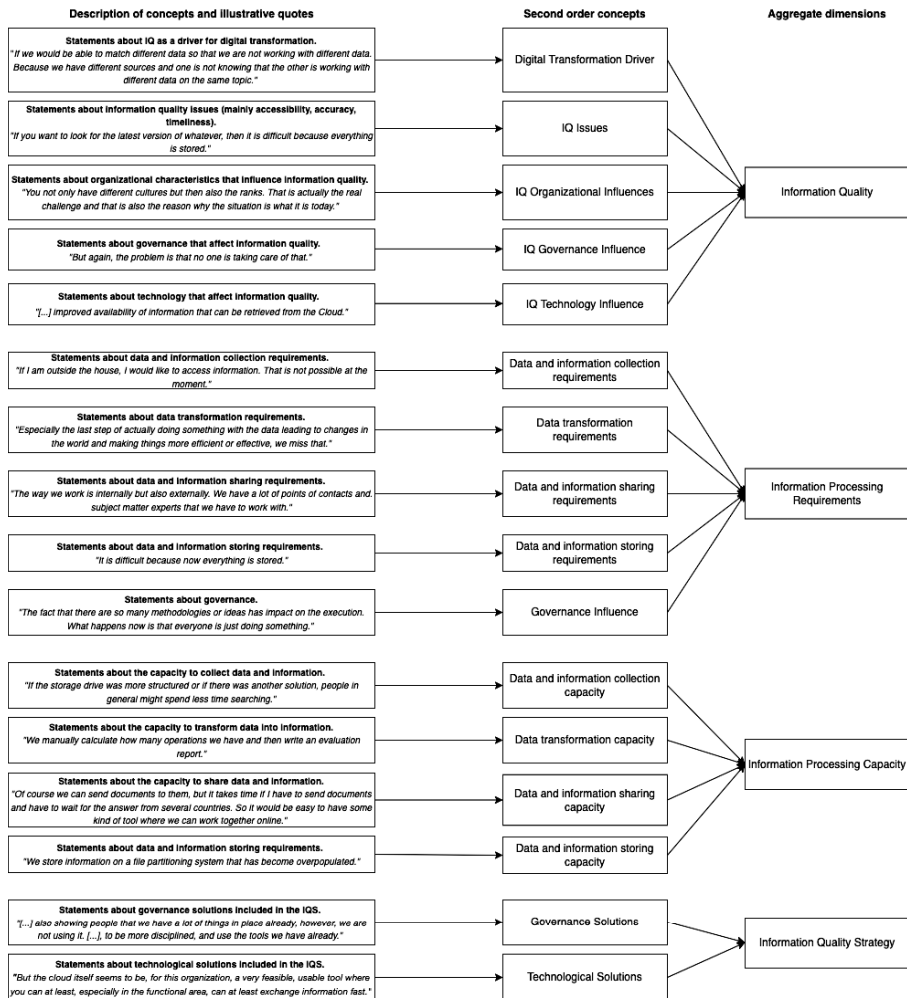 Description of concepts and illustrative quotes
Second order concepts
Aggregate dimensions
Statements about IQ as a driver for digital transformation.
"If we would be able to match different data so that we are not working with different data.
Because we have different sources and one is not knowing that the other is working with
different data on the same topic."
Digital Transformation Driver
Statements about information quality issues (mainly accessibility, accuracy,
timeliness).
"If you want to look for the latest version of whatever, then it is difficult because everything
is stored."
IQ Issues
Statements about organizational characteristics that influence information quality.
"You not only have different cultures but then also the ranks. That is actually the real
challenge and that is also the reason why the situation is what it is today."
IQ Organizational Influences
Information Quality
Statements about governance that affect information quality.
"But again, the problem is that no one is taking care of that."
IQ Governance Influence
Statements about technology that affect information quality.
"[...] improved availability of information that can be retrieved from the Cloud."
IQ Technology Influence
Statements about data and information collection requirements.
"If I am outside the house, I would like to access information. That is not possible at the
moment."
Data and information collection
requirements
Statements about data transformation requirements.
"Especially the last step of actually doing something with the data leading to changes in
the world and making things more efficient or effective, we miss that."
Data transformation
requirements
Statements about data and information sharing requirements.
"The way we work is internally but also externally. We have a lot of points of contacts and
subject matter experts that we have to work with."
Data and information sharing
requirements
Information Processing
Requirements
Statements about data and information storing requirements.
"It is difficult because now everything is stored."
Data and information storing
requirements
Statements about governance.
"The fact that there are so many methodologies or ideas has impact on the execution.
What happens now is that everyone is just doing something."
Governance Influence
Statements about the capacity to collect data and information.
"If the storage drive was more structured or if there was another solution, people in
general might spend less time searching."
Data and information collection
capacity
Statements about the capacity to transform data into information.
"We manually calculate how many operations we have and then write an evaluation
report."
Data transformation capacity
Information Processing Capacity
Statements about the capacity to share data and information.
"Of course we can send documents to them, but it takes time if I have to send documents
and have to wait for the answer from several countries. So it would be easy to have some
kind of tool where we can work together online."
Data and information sharing
capacity
Statements about data and information storing requirements.
"We store information on a file partitioning system that has become overpopulated."
Data and information storing
capacity
Statements about governance solutions included in the IQS.
"[...] also showing people that we have a lot of things in place already, however, we are
not using it. [...], to be more disciplined, and use the tools we have already."
Governance Solutions
Information Quality Strategy
Statements about technological solutions included in the IQS.
"But the cloud itself seems to be, for this organization, a very feasible, usable tool where
you can at least, especially in the functional area, can at least exchange information fast."
Technological Solutions